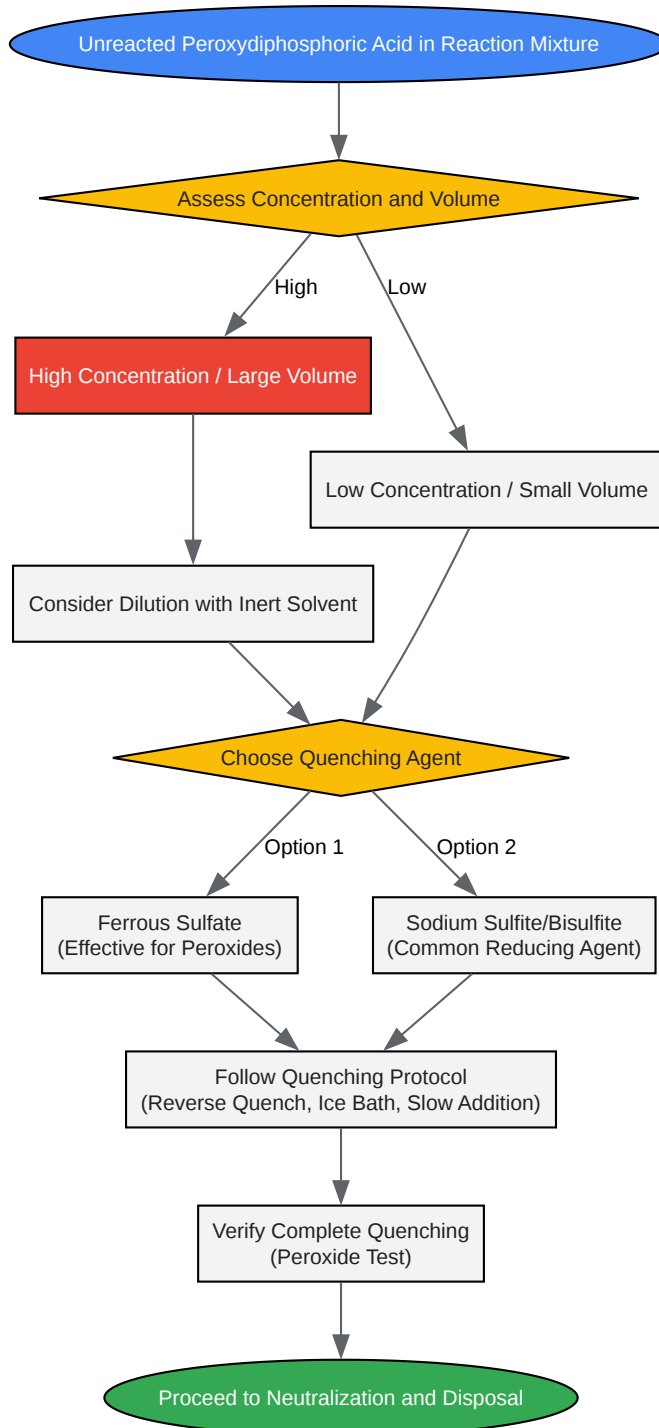 Unreacted Peroxydiphosphoric Acid in Reaction Mixture
Assess Concentration and Volume
High
Low
High Concentration / Large Volume
Low Concentration / Small Volume
Consider Dilution with Inert Solvent
Choose Quenching Agent
Option 1
Option 2
Ferrous Sulfate
(Effective for Peroxides)
Sodium Sulfite/Bisulfite
(Common Reducing Agent)
Follow Quenching Protocol
(Reverse Quench, Ice Bath, Slow Addition)
Verify Complete Quenching
(Peroxide Test)
Proceed to Neutralization and Disposal